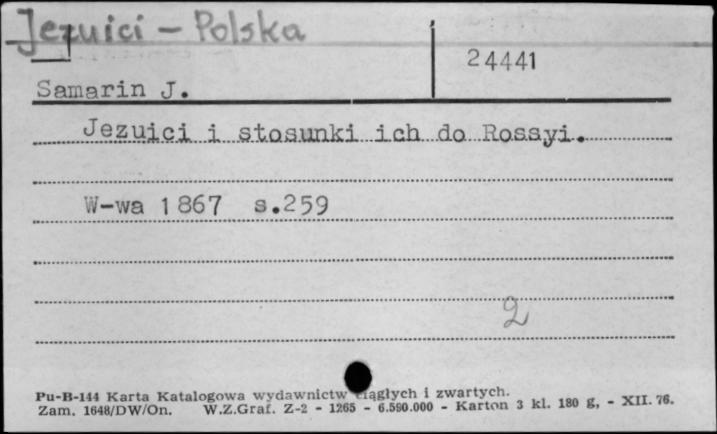 Jezuici - Polska
24441
Samarin J.
Jezuici i stosunki ich do Rossyi.
W-wa 1867 s.259
2
Pu-B-144 Karta Katalogowa wydawnictw ciągłych i zwartych.
Zam. 1648/DW/On. W.Z.Graf. Z-2 - 1265 - 6.590.000 - Karton 3 kl. 180 g, - XII. 76.